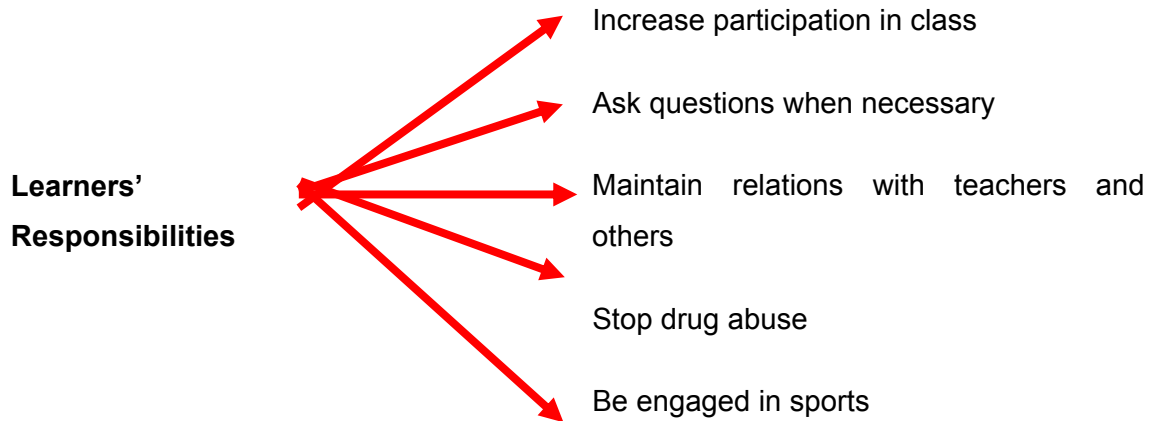 Increase participation in class
Ask questions when necessary
Learners’
Responsibilities
Maintain relations with teachers and
others
Stop drug abuse
Be engaged in sports